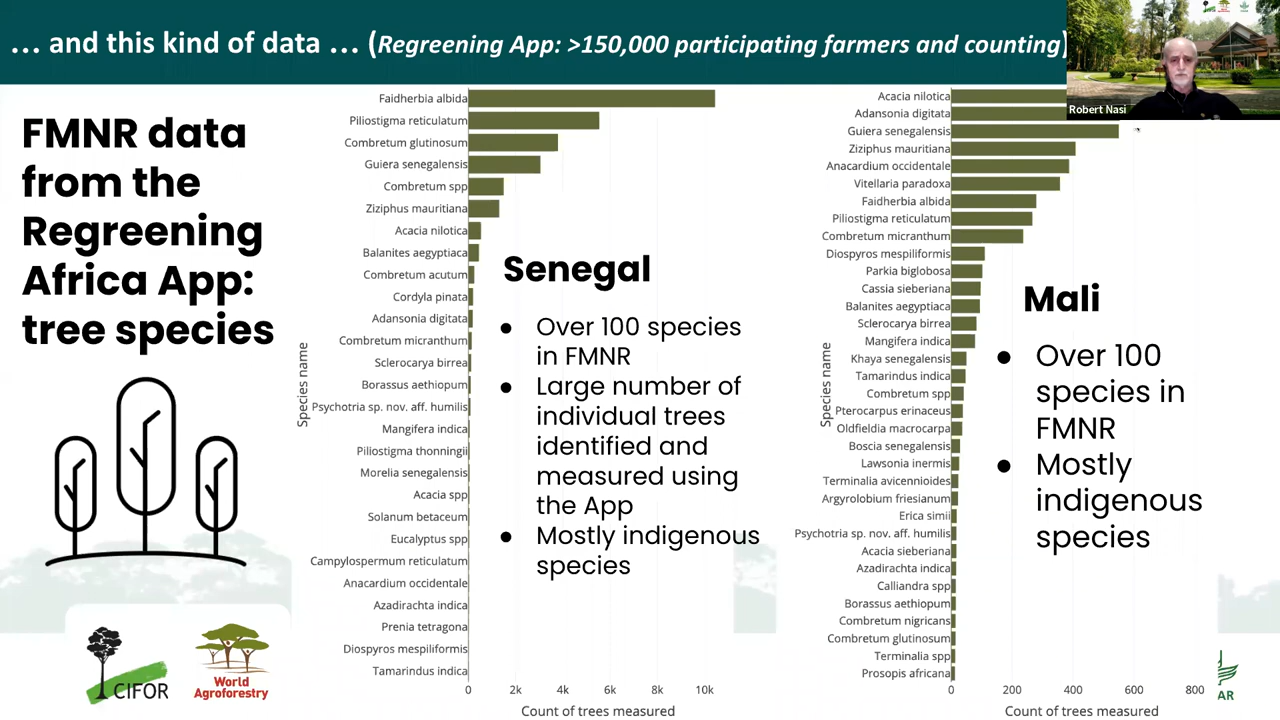 ... and this kind of data ... (Regreening App: >150,000 participating farmers and counting)
Robert Nasi
FMNR data
from the
Regreening
Africa App:
tree species
CIFOR
World
Agroforestry
Species name
Faidherbia albida
Piliostigma reticulatum
Combretum glutinosum
Guiera senegalensis
Combretum spp
Ziziphus mauritiana
Acacia nilotica
Balanites aegyptiaca
Combretum acutum
Cordyla pinata
Adansonia digitata
Combretum micranthum
Sclerocarya birrea
Borassus aethiopum
Psychotria sp. nov. aff. humilis
Mangifera indica
Piliostigma thonningii
Morelia senegalensis
Acacia spp
Solanum betaceum
Eucalyptus spp
Campylospermum reticulatum
Anacardium occidentale
Azadirachta indica
Prenia tetragona
Diospyros mespiliformis
Tamarindus indica
0 2k 4k 6k 8k 10k
Count of trees measured
Senegal
● Over 100 species
in FMNR
● Large number of
individual trees
identified and
measured using
the App
● Mostly indigenous
species
Species name
Acacia nilotica
Adansonia digitata
Guiera senegalensis
Ziziphus mauritiana
Anacardium occidentale
Vitellaria paradoxa
Faidherbia albida
Piliostigma reticulatum
Combretum micranthum
Diospyros mespiliformis
Parkia biglobosa
Cassia sieberiana
Balanites aegyptiaca
Sclerocarya birrea
Mangifera indica
Khaya senegalensis
Tamarindus indica
Combretum spp
Pterocarpus erinaceus
Oldfieldia macrocarpa
Boscia senegalensis
Lawsonia inermis
Terminalia avicennioides
Argyrolobium friesianum
Erica simii
Psychotria sp. nov. aff. humilis
Acacia sieberiana
Azadirachta indica
Calliandra spp
Borassus aethiopum
Combretum nigricans
Combretum glutinosum
Terminalia spp
Prosopis africana
0 200 400 600 800
Count of trees measured
Mali
● Over 100
species in
FMNR
● Mostly
indigenous
species
AR